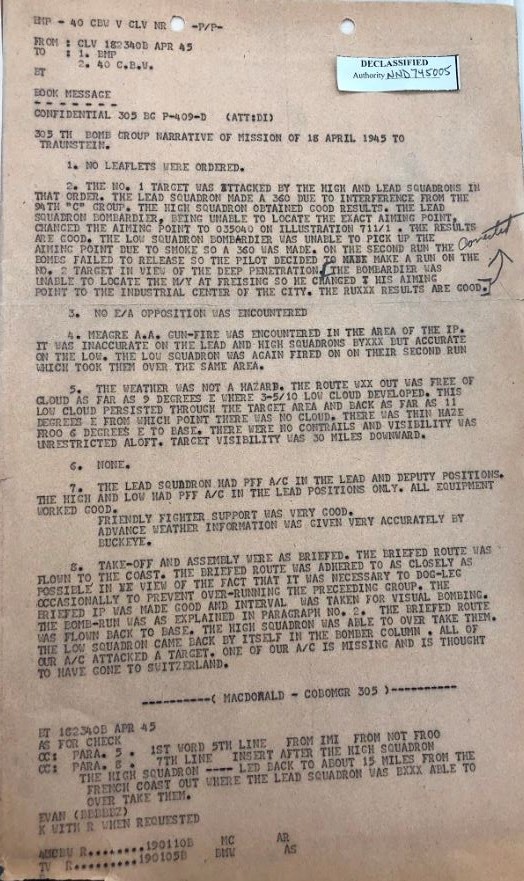 BMP - 40 CBW V CLV NR -P/P-
FROM : CLV 182340B APR 45
TO : 1. BMP
2. 40 C.B.W.
BT
DECLASSIFIED
Authority NND745005
BOOK MESSAGE
- - - - - - -
CONFIDENTIAL 305 BC P-409-D (ATT:DI)
305 TH BOMB GROUP NARRATIVE OF MISSION OF 18 APRIL 1945 TO
TRAUNSTEIN.
1. NO LEAFLETS WERE ORDERED.
2. THE NO. 1 TARGET WAS ATTACKED BY THE HIGH AND LEAD SQUADRONS IN
THAT ORDER. THE LEAD SQUADRON MADE A 360 DUE TO INTERFERENCE FROM THE
94TH "C" GROUP. THE HIGH SQUADRON OBTAINED GOOD RESULTS. THE LEAD
SQUADRON BOMBARDIER, BEING UNABLE TO LOCATE THE EXACT AIMING POINT,
CHANGED THE AIMING POINT TO 035040 ON ILLUSTRATION 711/1 . THE RESULTS
ARE GOOD. THE LOW SQUADRON BOMBARDIER WAS UNABLE TO PICK UP THE
AIMING POINT DUE TO SMOKE SO A 360 WAS MADE. ON THE SECOND RUN THE
BOMBS FAILED TO RELEASE SO THE PILOT DECIDED TO MAKE MAKE A RUN ON THE
NO. 2 TARGET IN VIEW OF THE DEEP PENETRATION. [THE BOMBARDIER WAS
UNABLE TO LOCATE THE M/Y AT FREISING SO HE CHANGED T HIS AIMING
POINT TO THE INDUSTRIAL CENTER OF THE CITY. THE RUXXX RESULTS ARE GOOD.]
corrected
3. NO E/A OPPOSITION WAS ENCOUNTERED
4. MEAGRE A.A. GUN-FIRE WAS ENCOUNTERED IN THE AREA OF THE IP.
IT WAS INACCURATE ON THE LEAD AND HIGH SQUADRONS BYXXX BUT ACCURATE
ON THE LOW. THE LOW SQUADRON WAS AGAIN FIRED ON ON THEIR SECOND RUN
WHICH TOOK THEM OVER THE SAME AREA.
5. THE WEATHER WAS NOT A HAZARD. THE ROUTE WXX OUT WAS FREE OF
CLOUD AS FAR AS 9 DEGREES E WHERE 3-5/10 LOW CLOUD DEVELOPED. THIS
LOW CLOUD PERSISTED THROUGH THE TARGET AREA AND BACK AS FAR AS 11
DEGREES E FROM WHICH POINT THERE WAS NO CLOUD. THERE WAS THIN HAZE
FROO 6 DEGREES E TO BASE. THERE WERE NO CONTRAILS AND VISIBILITY WAS
UNRESTRICTED ALOFT. TARGET VISIBILITY WAS 30 MILES DOWNWARD.
6. NONE.
7. THE LEAD SQUADRON HAD PFF A/C IN THE LEAD AND DEPUTY POSITIONS.
THE HIGH AND LOW HAD PFF A/C IN THE LEAD POSITIONS ONLY. ALL EQUIPMENT
WORKED GOOD.
FRIENDLY FIGHTER SUPPORT WAS VERY GOOD.
ADVANCE WEATHER INFORMATION WAS GIVEN VERY ACCURATELY BY
BUCKEYE.
8. TAKE-OFF AND ASSEMBLY WERE AS BRIEFED. THE BRIEFED ROUTE WAS
FLOWN TO THE COAST. THE BRIEFED ROUTE WAS ADHERED TO AS CLOSELY AS
POSSIBLE IN VIEW OF THE FACT THAT IT WAS NECESSARY TO DOG-LEG
OCCASIONALLY TO PREVENT OVER-RUNNING THE PRECEEDING GROUP. THE
BRIEFED IP WAS MADE GOOD AND INTERVAL WAS TAKEN FOR VISUAL BOMBING.
THE BOMB-RUN WAS AS EXPLAINED IN PARAGRAPH NO. 2. THE BRIEFED ROUTE
WAS FLOWN BACK TO BASE. THE HIGH SQUADRON WAS ABLE TO OVER TAKE THEM.
THE LOW SQUADRON CAME BACK BY ITSELF IN THE BOMBER COLUMN . ALL OF
OUR A/C ATTACKED A TARGET. ONE OF OUR A/C IS MISSING AND IS THOUGHT
TO HAVE GONE TO SWITZERLAND.
----------( MACDONALD - COBOMGR 305 )----------
BT 182340B APR 45
AS FOR CHECK
CC: PARA. 5 . 1ST WORD 5TH LINE FROM IMI FROM NOT FROO
CC: PARA. 8 . 7TH LINE INSERT AFTER THE HIGH SQUADRON
THE HIGH SQUADRON ---- LED BACK TO ABOUT 15 MILES FROM THE
FRENCH COAST OUT WHERE THE LEAD SQUADRON WAS BXXX ABLE TO
OVER TAKE THEM.
EVAN (BBBBB2)
K WITH R WHEN REQUESTED
R........190110B MC AR
TV R.........190105B BMW AS